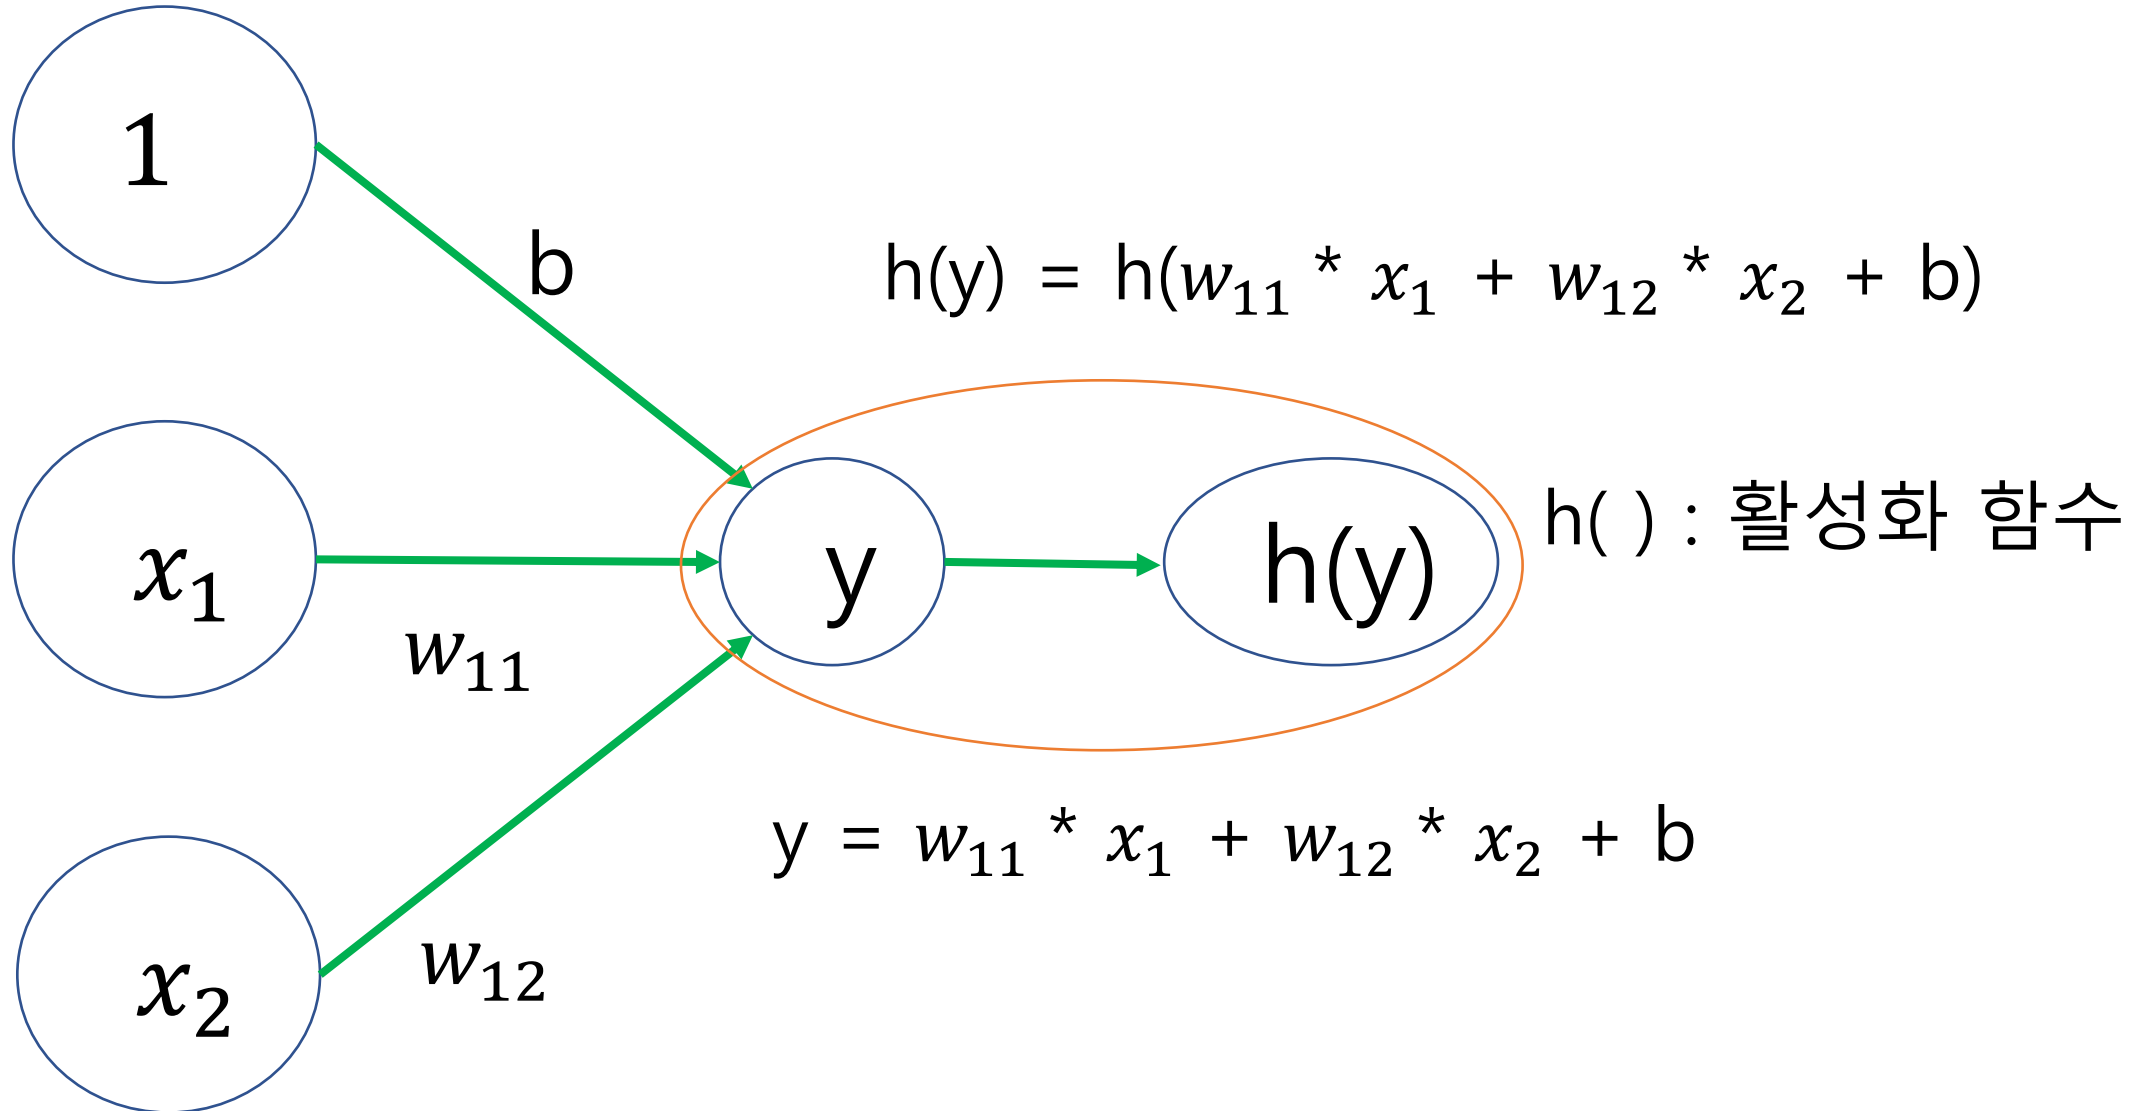 1
b
h(y) = h(w₁₁ * x₁ + w₁₂ * x₂ + b)
x₁
w₁₁
y
h(y)
h( ) : 활성화 함수
y = w₁₁ * x₁ + w₁₂ * x₂ + b
x₂
w₁₂